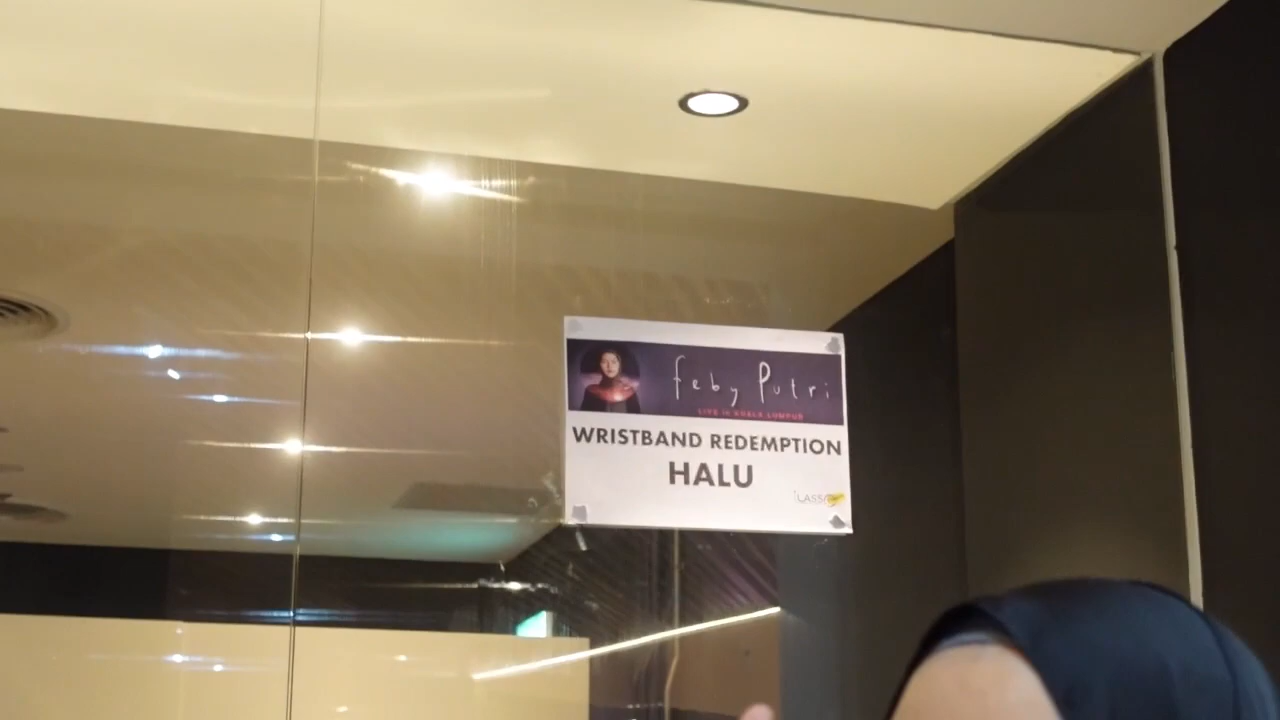 feby Putri
LIVE in KUALA LUMPUR
WRISTBAND REDEMPTION
HALU